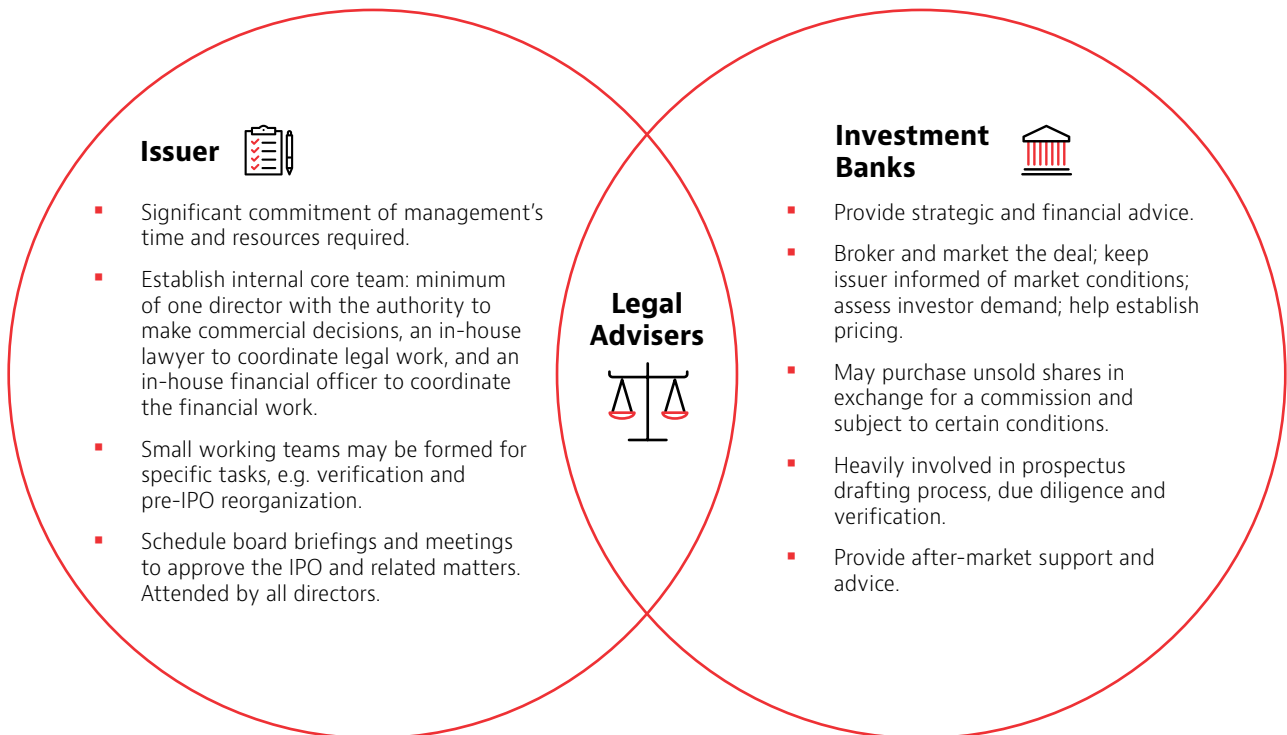 Issuer
▪ Significant commitment of management's
time and resources required.
▪ Establish internal core team: minimum
of one director with the authority to
make commercial decisions, an in-house
lawyer to coordinate legal work, and an
in-house financial officer to coordinate
the financial work.
▪ Small working teams may be formed for
specific tasks, e.g. verification and
pre-IPO reorganization.
▪ Schedule board briefings and meetings
to approve the IPO and related matters.
Attended by all directors.
Legal
Advisers
Investment
Banks
▪ Provide strategic and financial advice.
▪ Broker and market the deal; keep
issuer informed of market conditions;
assess investor demand; help establish
pricing.
▪ May purchase unsold shares in
exchange for a commission and
subject to certain conditions.
▪ Heavily involved in prospectus
drafting process, due diligence and
verification.
▪ Provide after-market support and
advice.